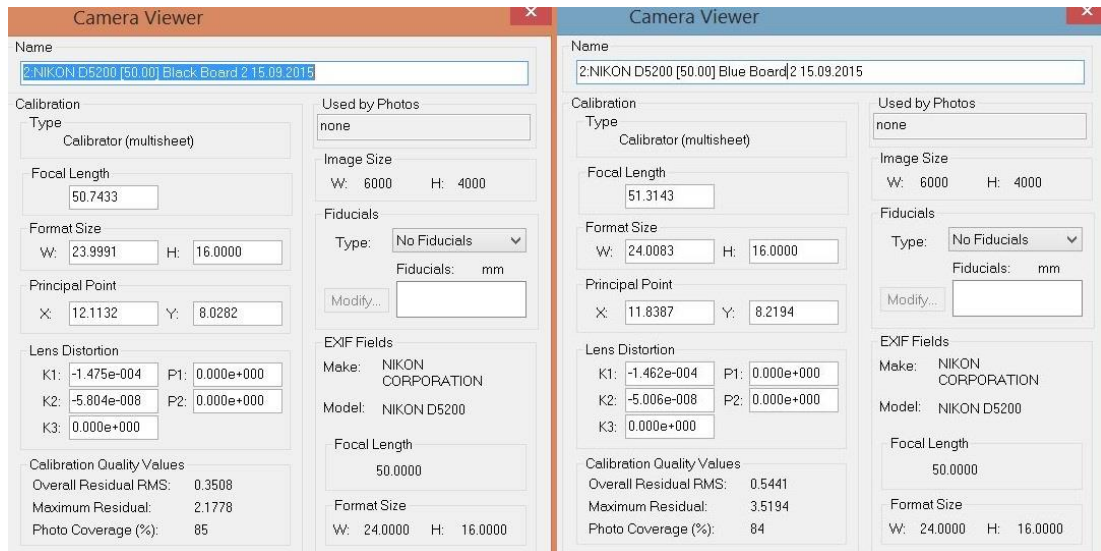 Camera Viewer
Name
2:NIKON D5200 [50.00] Black Board 2 15.09.2015
Calibration
Type
Calibrator (multisheet)
Focal Length
50.7433
Format Size
W: 23.9991 H: 16.0000
Principal Point
X: 12.1132 Y: 8.0282
Lens Distortion
K1: -1.475e-004 P1: 0.000e+000
K2: -5.804e-008 P2: 0.000e+000
K3: 0.000e+000
Calibration Quality Values
Overall Residual RMS: 0.3508
Maximum Residual: 2.1778
Photo Coverage (%): 85
Used by Photos
none
Image Size
W: 6000 H: 4000
Fiducials
Type: No Fiducials
Fiducials: mm
Modify...
EXIF Fields
Make: NIKON
CORPORATION
Model: NIKON D5200
Focal Length
50.0000
Format Size
W: 24.0000 H: 16.0000
Camera Viewer
Name
2:NIKON D5200 [50.00] Blue Board 2 15.09.2015
Calibration
Type
Calibrator (multisheet)
Focal Length
51.3143
Format Size
W: 24.0083 H: 16.0000
Principal Point
X: 11.8387 Y: 8.2194
Lens Distortion
K1: -1.462e-004 P1: 0.000e+000
K2: -5.006e-008 P2: 0.000e+000
K3: 0.000e+000
Calibration Quality Values
Overall Residual RMS: 0.5441
Maximum Residual: 3.5194
Photo Coverage (%): 84
Used by Photos
none
Image Size
W: 6000 H: 4000
Fiducials
Type: No Fiducials
Fiducials: mm
Modify...
EXIF Fields
Make: NIKON
CORPORATION
Model: NIKON D5200
Focal Length
50.0000
Format Size
W: 24.0000 H: 16.0000